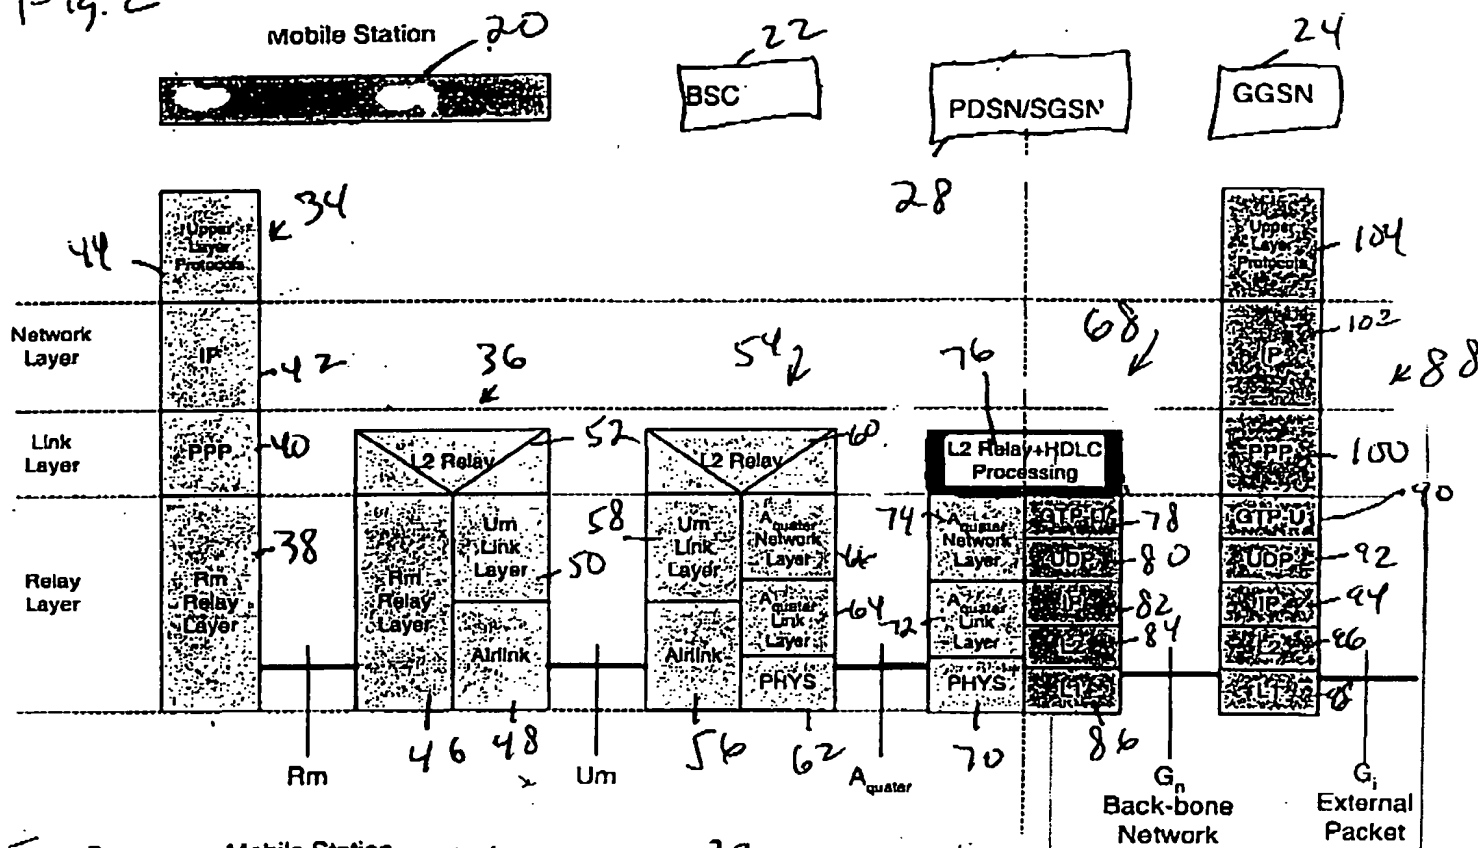 Fig. 2
Mobile Station
20
22
24
BSC
PDSN/SGSN
GGSN
28
34
44
Upper
Layer
Protocols
Upper
Layer
Protocols
104
Network
Layer
IP
42
36
54
76
68
IP
102
88
Link
Layer
PPP
40
L2 Relay
52
L2 Relay
60
L2 Relay+HDLC
Processing
PPP
100
90
Relay
Layer
Rm
Relay
Layer
38
Rm
Relay
Layer
Um
Link
Layer
50
Airlink
58
Um
Link
Layer
Airlink
Aquater
Network
Layer
Aquater
Link
Layer
64
PHYS
74
Aquater
Network
Layer
72
Aquater
Link
Layer
PHYS
GTP-U
78
UDP
80
IP
82
L2
84
L1
GTP-U
UDP
92
IP
94
L2
96
L1
98
46
48
56
62
70
86
Rm
Um
Aquater
Gn
Back-bone
Network
Gi
External
Packet
Mobile Station